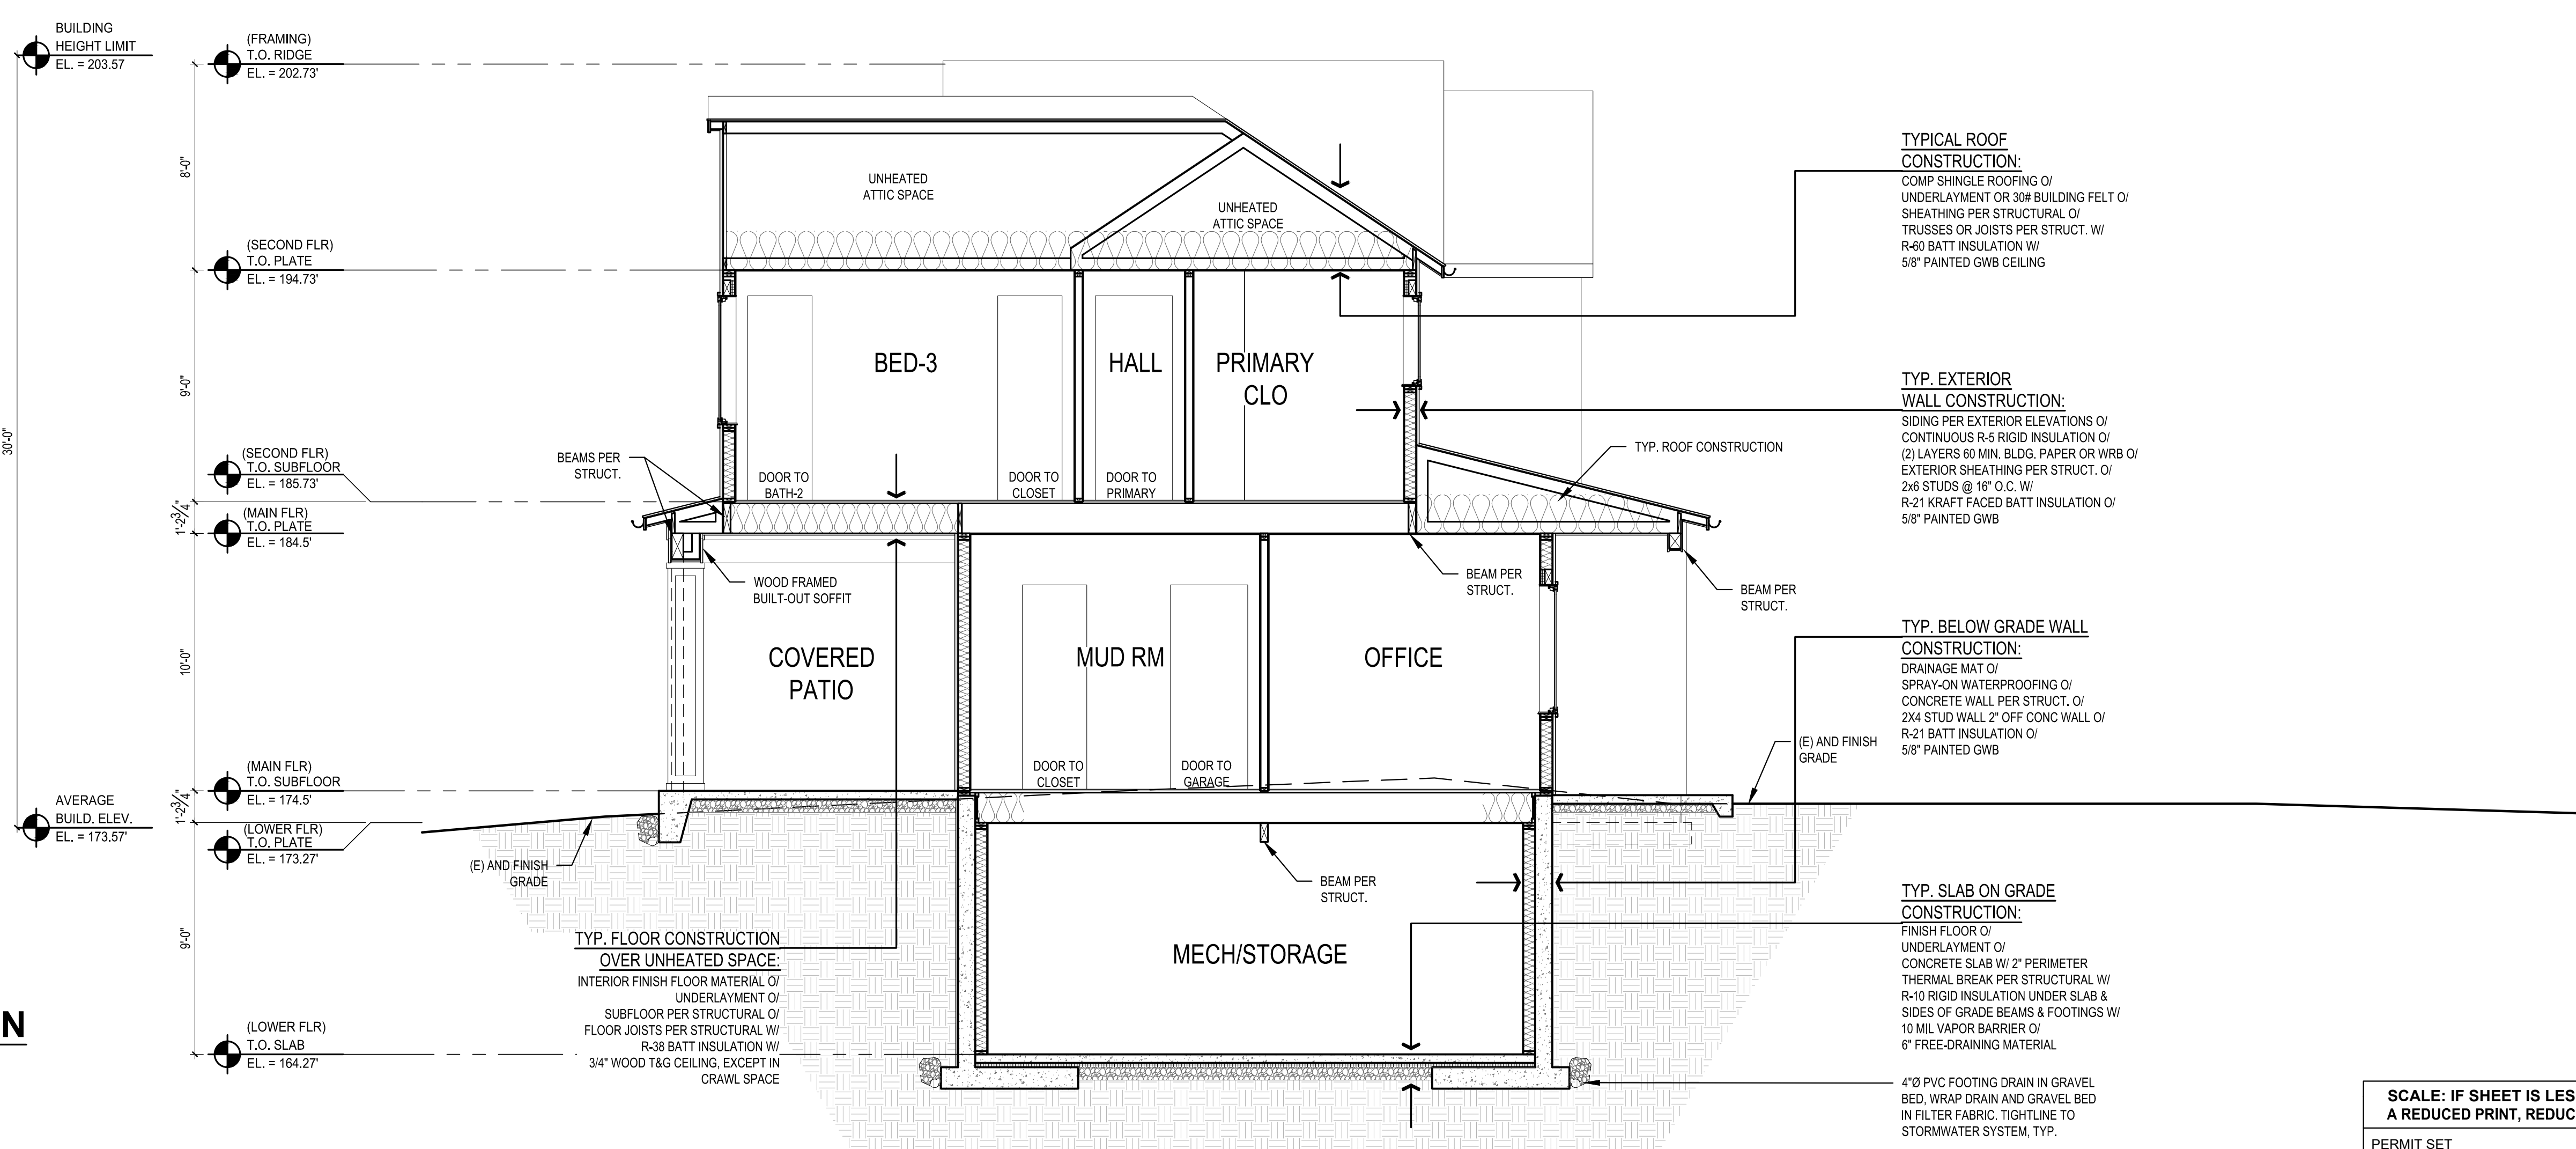 BUILDING
HEIGHT LIMIT
EL. = 203.57
30'-0"
AVERAGE
BUILD. ELEV.
EL. = 173.57'
N
(FRAMING)
T.O. RIDGE
EL. = 202.73'
8'-0"
(SECOND FLR)
T.O. PLATE
EL. = 194.73'
9'-0"
(SECOND FLR)
T.O. SUBFLOOR
EL. = 185.73'
1'-2 3/4"
(MAIN FLR)
T.O. PLATE
EL. = 184.5'
10'-0"
(MAIN FLR)
T.O. SUBFLOOR
EL. = 174.5'
1'-2 3/4"
(LOWER FLR)
T.O. PLATE
EL. = 173.27'
9'-0"
(LOWER FLR)
T.O. SLAB
EL. = 164.27'
UNHEATED
ATTIC SPACE
UNHEATED
ATTIC SPACE
BED-3
HALL
PRIMARY
CLO
DOOR TO
BATH-2
DOOR TO
CLOSET
DOOR TO
PRIMARY
BEAMS PER
STRUCT.
TYP. ROOF CONSTRUCTION
WOOD FRAMED
BUILT-OUT SOFFIT
BEAM PER
STRUCT.
BEAM PER
STRUCT.
COVERED
PATIO
MUD RM
OFFICE
DOOR TO
CLOSET
DOOR TO
GARAGE
(E) AND FINISH
GRADE
(E) AND FINISH
GRADE
BEAM PER
STRUCT.
MECH/STORAGE
TYP. FLOOR CONSTRUCTION
OVER UNHEATED SPACE:
INTERIOR FINISH FLOOR MATERIAL O/
UNDERLAYMENT O/
SUBFLOOR PER STRUCTURAL O/
FLOOR JOISTS PER STRUCTURAL W/
R-38 BATT INSULATION W/
3/4" WOOD T&G CEILING, EXCEPT IN
CRAWL SPACE
TYPICAL ROOF
CONSTRUCTION:
COMP SHINGLE ROOFING O/
UNDERLAYMENT OR 30# BUILDING FELT O/
SHEATHING PER STRUCTURAL O/
TRUSSES OR JOISTS PER STRUCT. W/
R-60 BATT INSULATION W/
5/8" PAINTED GWB CEILING
TYP. EXTERIOR
WALL CONSTRUCTION:
SIDING PER EXTERIOR ELEVATIONS O/
CONTINUOUS R-5 RIGID INSULATION O/
(2) LAYERS 60 MIN. BLDG. PAPER OR WRB O/
EXTERIOR SHEATHING PER STRUCT. O/
2x6 STUDS @ 16" O.C. W/
R-21 KRAFT FACED BATT INSULATION O/
5/8" PAINTED GWB
TYP. BELOW GRADE WALL
CONSTRUCTION:
DRAINAGE MAT O/
SPRAY-ON WATERPROOFING O/
CONCRETE WALL PER STRUCT. O/
2X4 STUD WALL 2" OFF CONC WALL O/
R-21 BATT INSULATION O/
5/8" PAINTED GWB
TYP. SLAB ON GRADE
CONSTRUCTION:
FINISH FLOOR O/
UNDERLAYMENT O/
CONCRETE SLAB W/ 2" PERIMETER
THERMAL BREAK PER STRUCTURAL W/
R-10 RIGID INSULATION UNDER SLAB &
SIDES OF GRADE BEAMS & FOOTINGS W/
10 MIL VAPOR BARRIER O/
6" FREE-DRAINING MATERIAL
4"Ø PVC FOOTING DRAIN IN GRAVEL
BED, WRAP DRAIN AND GRAVEL BED
IN FILTER FABRIC. TIGHTLINE TO
STORMWATER SYSTEM, TYP.
SCALE: IF SHEET IS LES
A REDUCED PRINT, REDUC
PERMIT SET